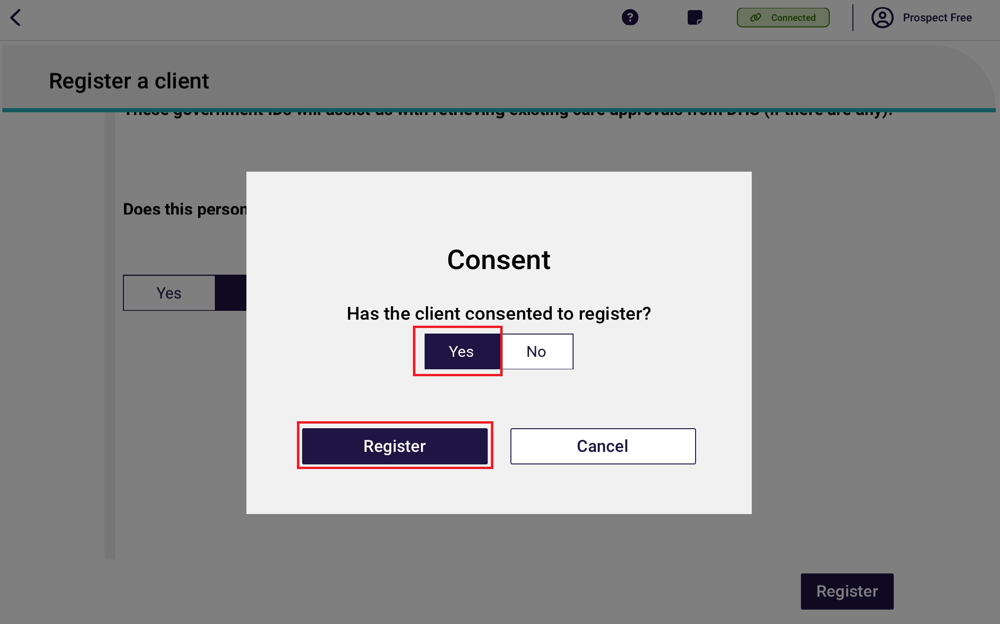 ? Connected Prospect Free
Register a client
These government IDs will assist us with retrieving existing care approvals from DHS (if there are any).
Does this person
Yes
Consent
Has the client consented to register?
Yes No
Register Cancel
Register